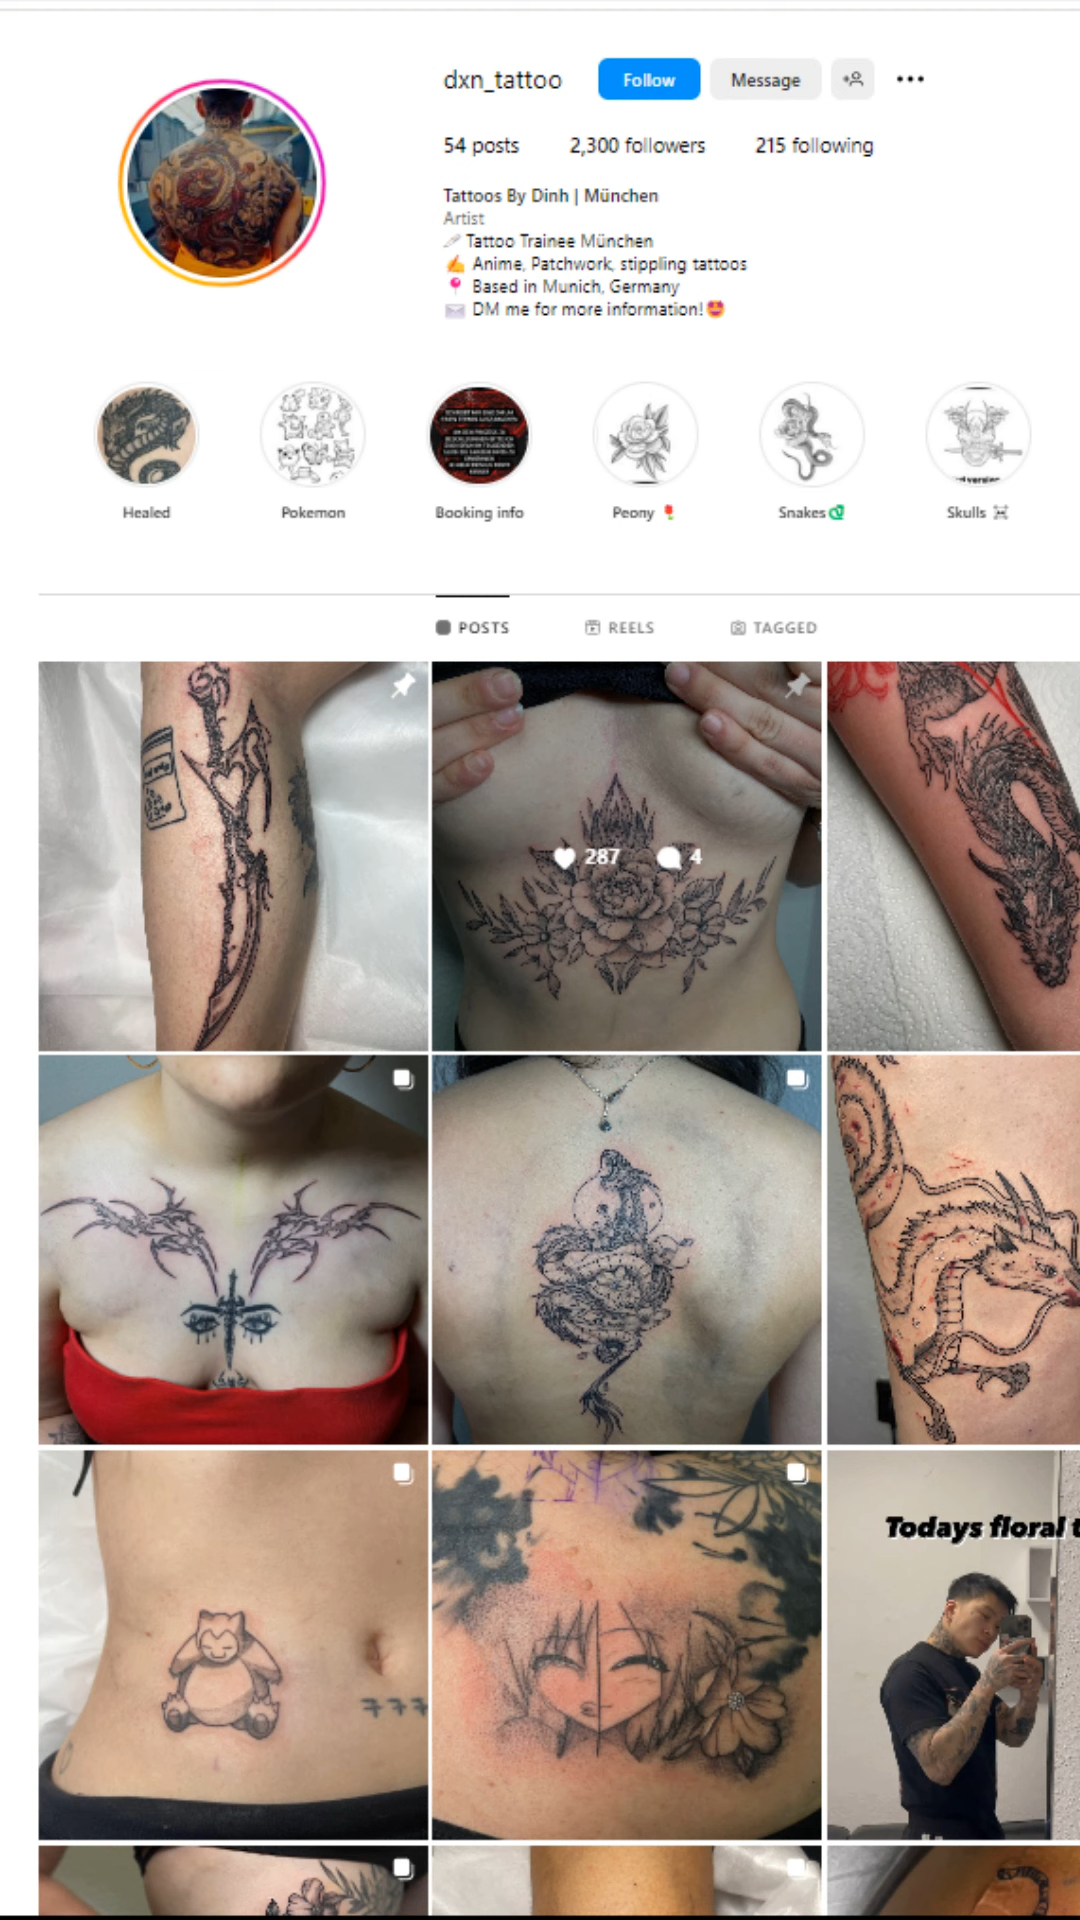 dxn_tattoo Follow Message
54 posts 2,300 followers 215 following
Tattoos By Dinh | München
Artist
Tattoo Trainee München
Anime, Patchwork, stippling tattoos
Based in Munich, Germany
DM me for more information!
Healed Pokemon Booking info Peony Snakes Skulls
POSTS REELS TAGGED
287 4
777
Todays floral t